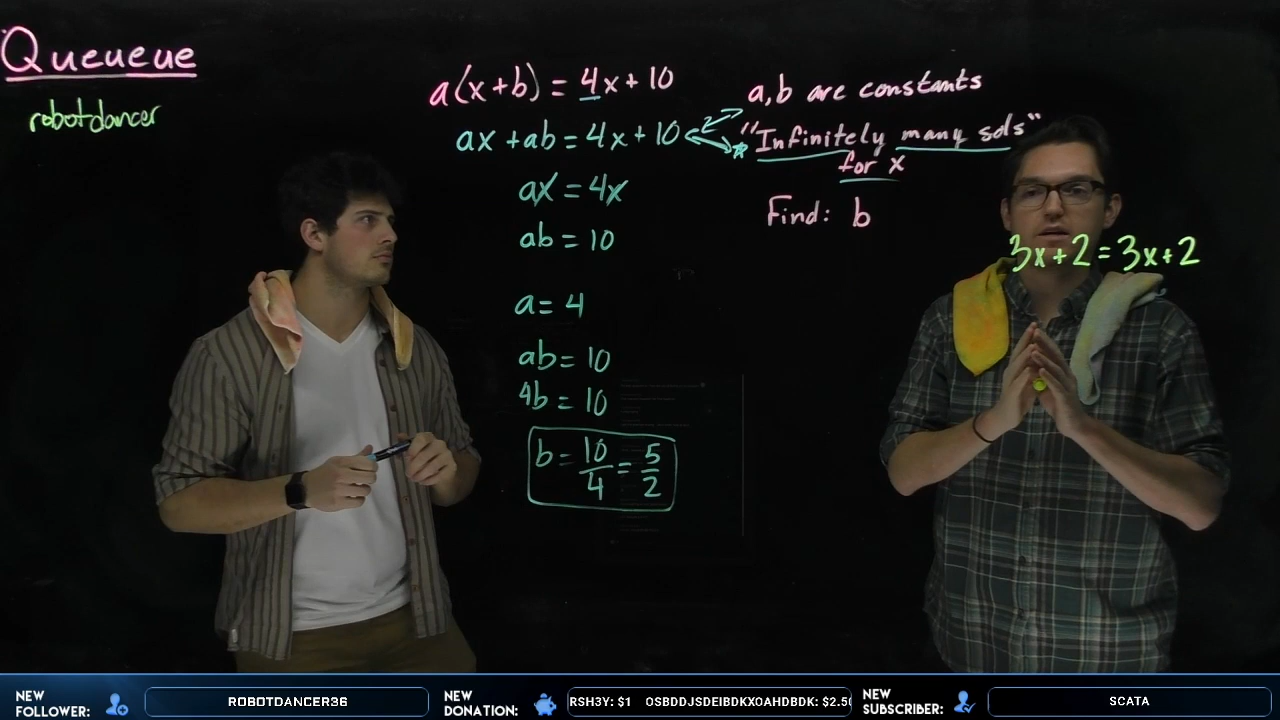 Queueue
robotdancer
a(x+b) = 4x+10
ax +ab = 4x+10
ax = 4x
ab = 10
a = 4
ab = 10
4b = 10
b = 10/4 = 5/2
a,b are constants
"Infinitely many sols"
for x
Find: b
3x+2 = 3x+2
NEW FOLLOWER: ROBOTDANCER36
NEW DONATION: RSH3Y: $1 OSBDDJSDEIBDKXOAHDBDK: $2.50
NEW SUBSCRIBER: SCATA